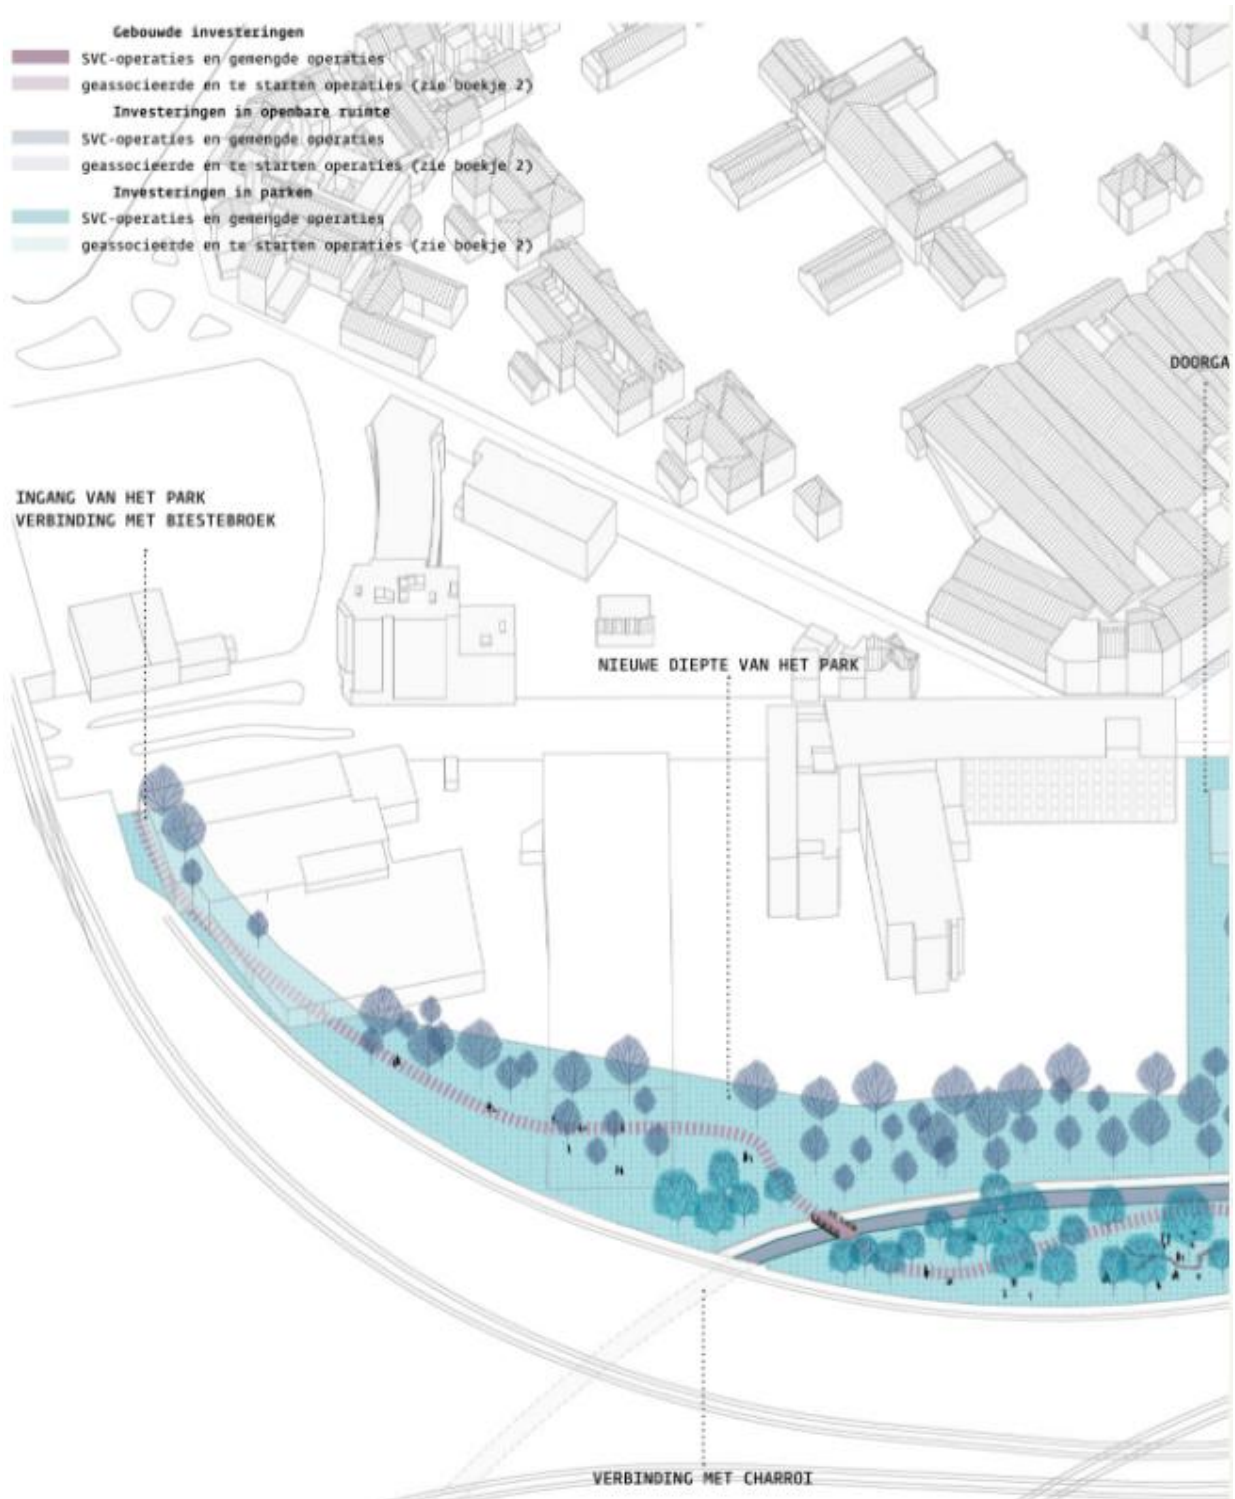 Gebouwde investeringen
SVC-operaties en gemengde operaties
geassocieerde en te starten operaties (zie boekje 2)
Investeringen in openbare ruimte
SVC-operaties en gemengde operaties
geassocieerde en te starten operaties (zie boekje 2)
Investeringen in parken
SVC-operaties en gemengde operaties
geassocieerde en te starten operaties (zie boekje 2)
DOORGA
INGANG VAN HET PARK
VERBINDING MET BIESTEBROEK
NIEUWE DIEPTE VAN HET PARK
VERBINDING MET CHARROI